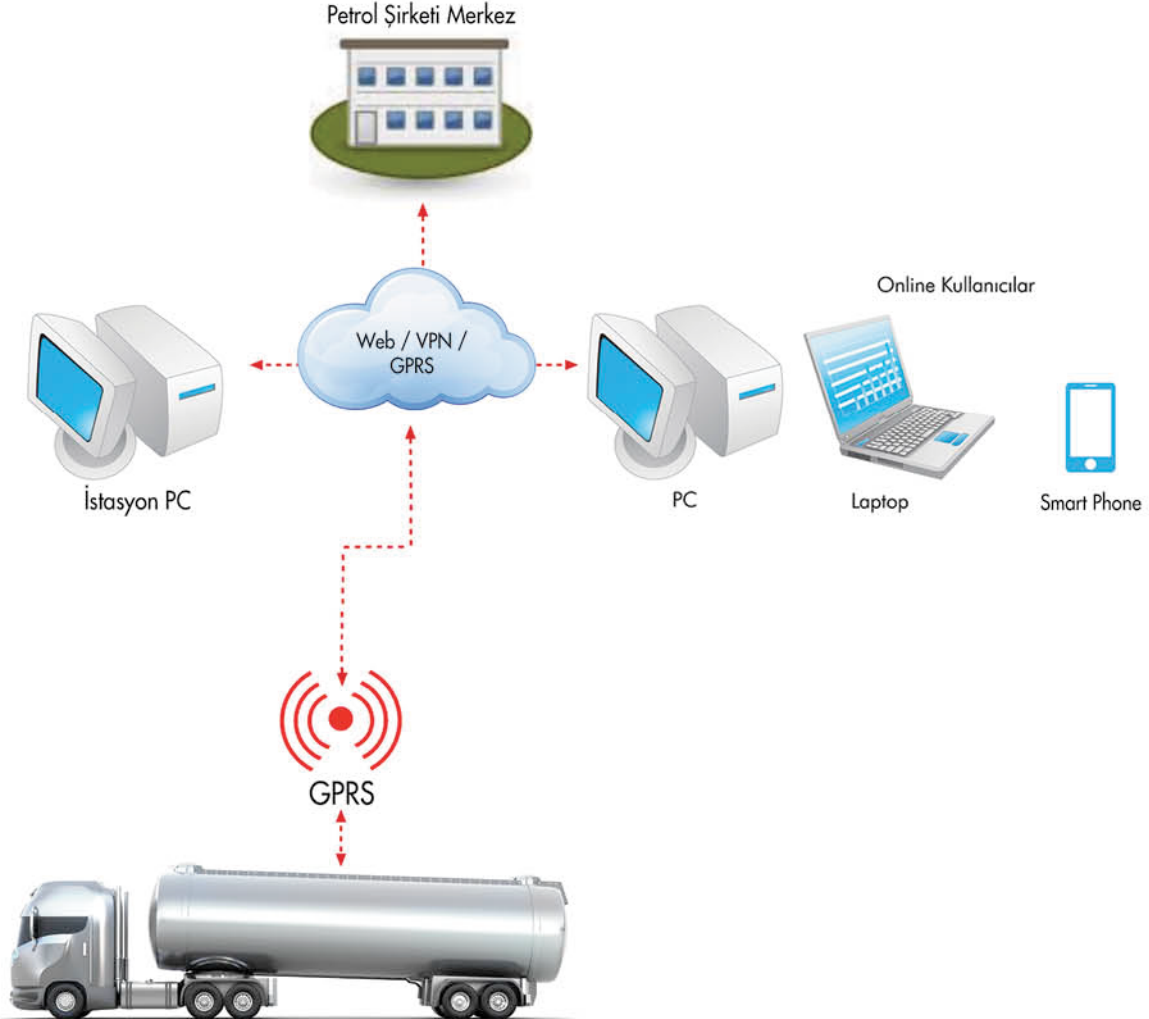 Petrol Şirketi Merkez
Online Kullanıcılar
Web / VPN /
GPRS
İstasyon PC
PC
Laptop
Smart Phone
GPRS